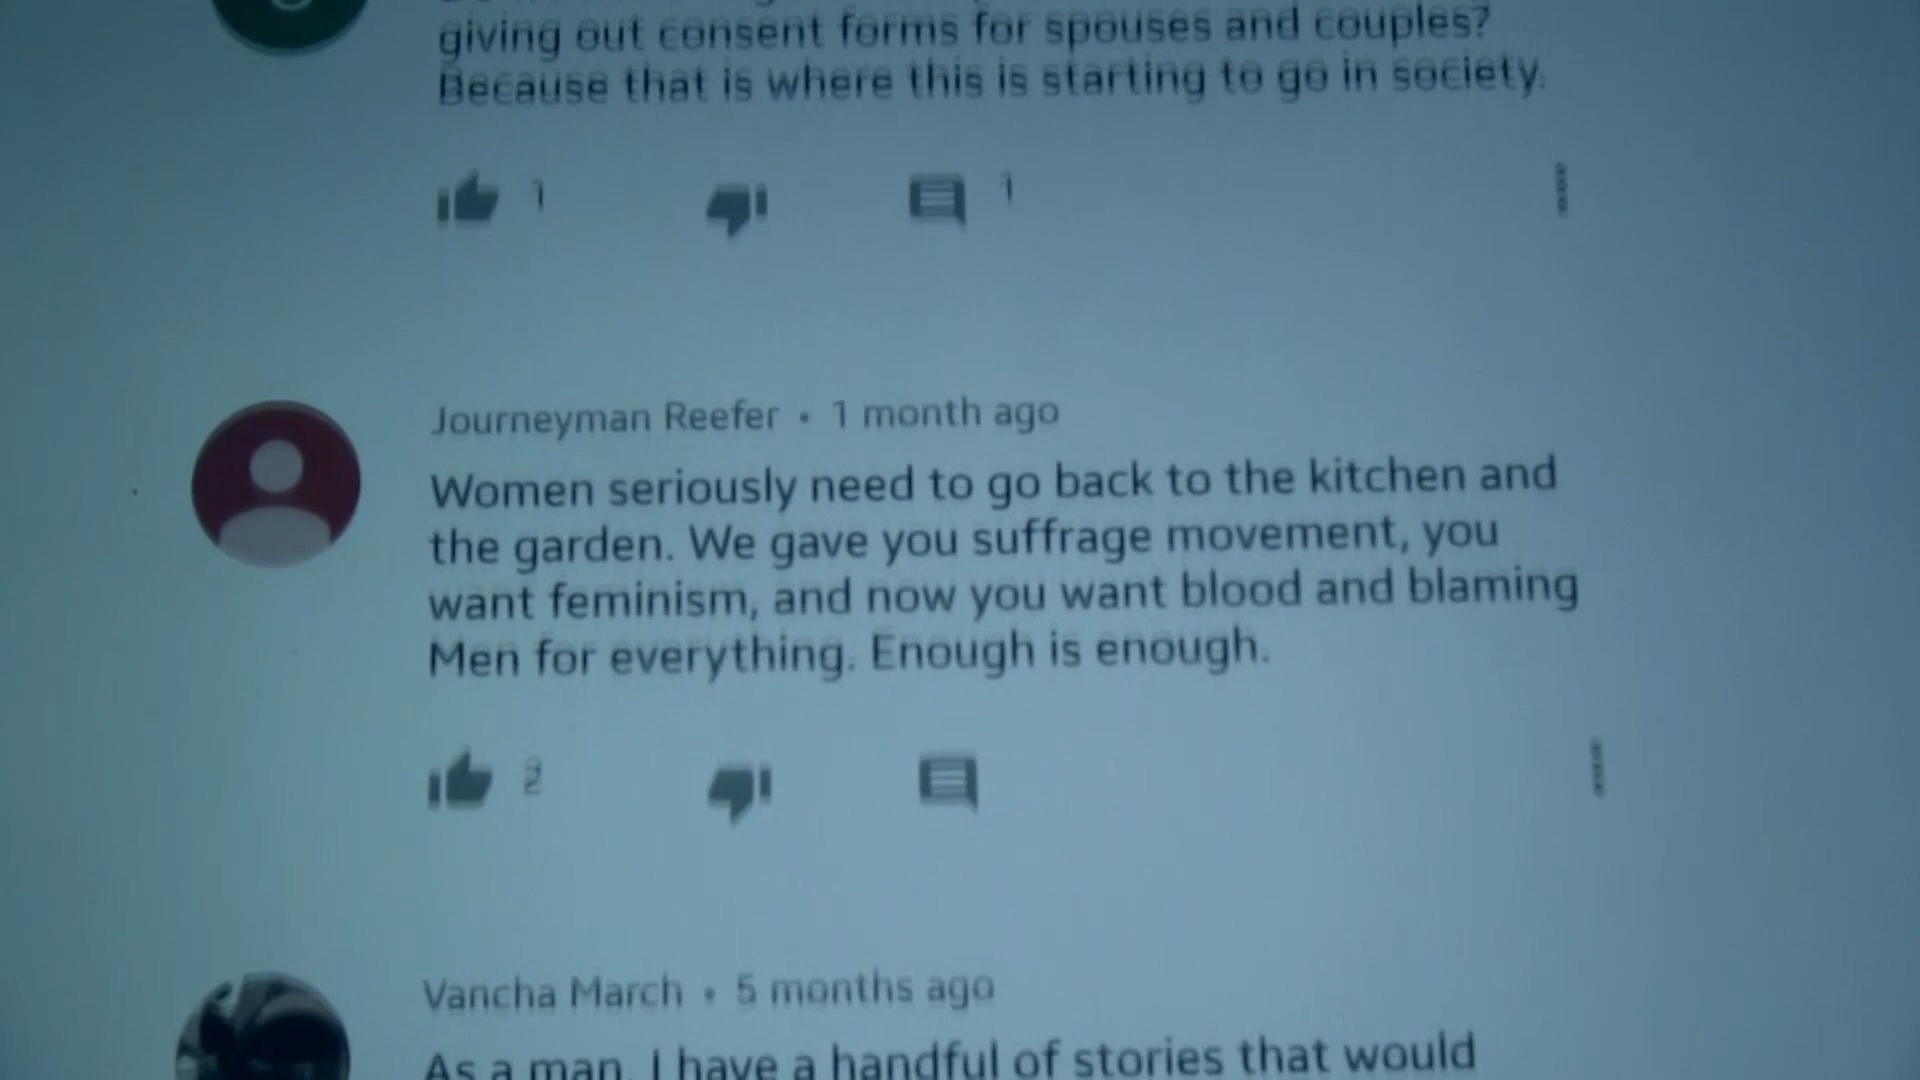 giving out consent forms for spouses and couples?
Because that is where this is starting to go in society.
1
1
Journeyman Reefer • 1 month ago
Women seriously need to go back to the kitchen and
the garden. We gave you suffrage movement, you
want feminism, and now you want blood and blaming
Men for everything. Enough is enough.
2
Vancha March • 5 months ago
As a man, I have a handful of stories that would